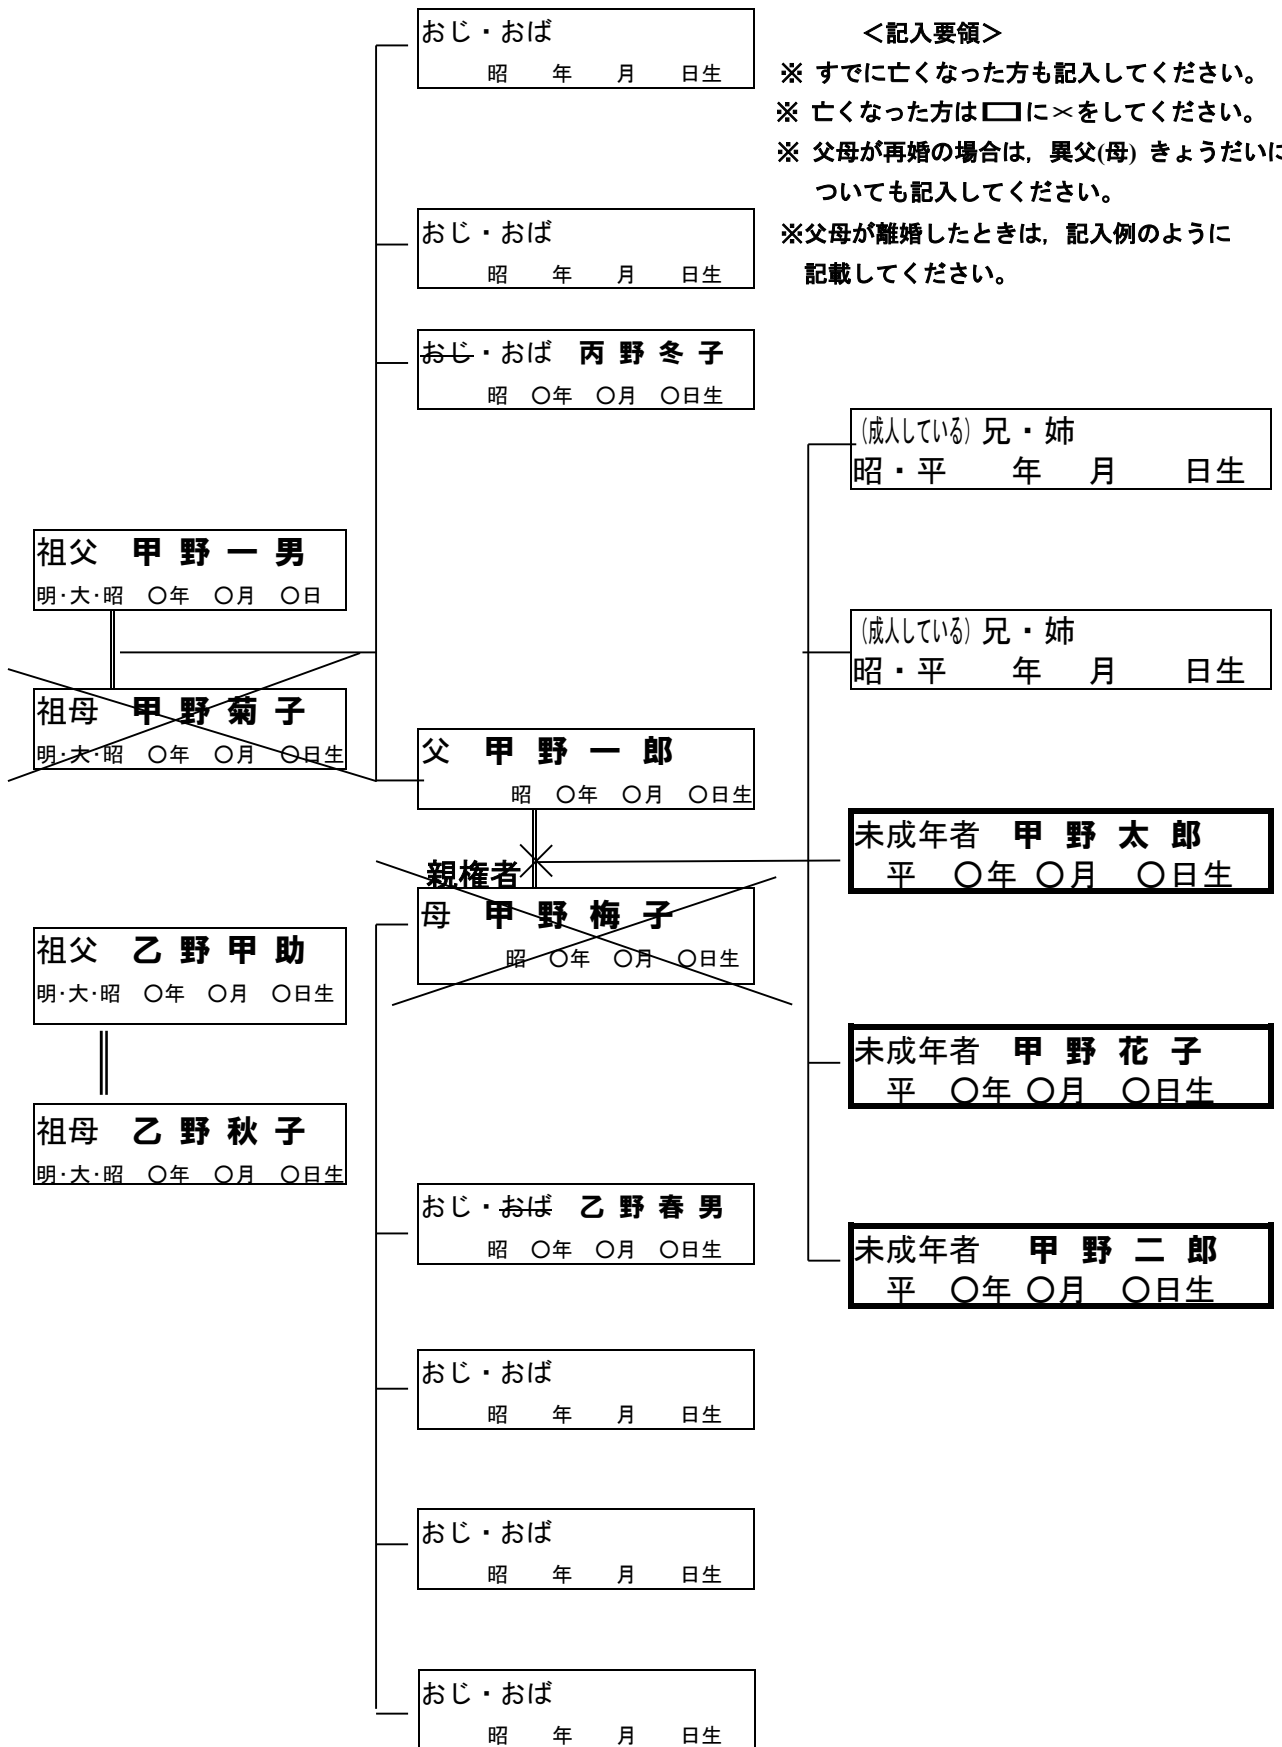 おじ・おば
昭　年　月　日生
＜記入要領＞
※ すでに亡くなった方も記入してください。
※ 亡くなった方は□に×をしてください。
※ 父母が再婚の場合は，異父(母) きょうだいに
ついても記入してください。
※父母が離婚したときは，記入例のように
記載してください。
おじ・おば
昭　年　月　日生
おじ・おば　丙 野 冬 子
昭　〇年　〇月　〇日生
(成人している) 兄・姉
昭・平　年　月　日生
祖父　甲 野 一 男
明・大・昭　〇年　〇月　〇日
(成人している) 兄・姉
昭・平　年　月　日生
祖母　甲 野 菊 子
明・大・昭　〇年　〇月　〇日生
父　甲 野 一 郎
昭　〇年　〇月　〇日生
未成年者　甲 野 太 郎
平　〇年 〇月　〇日生
親権者
母　甲 野 梅 子
昭　〇年　〇月　〇日生
祖父　乙 野 甲 助
明・大・昭　〇年　〇月　〇日生
未成年者　甲 野 花 子
平　〇年 〇月　〇日生
祖母　乙 野 秋 子
明・大・昭　〇年　〇月　〇日生
おじ・おば　乙 野 春 男
昭　〇年　〇月　〇日生
未成年者　甲 野 二 郎
平　〇年 〇月　〇日生
おじ・おば
昭　年　月　日生
おじ・おば
昭　年　月　日生
おじ・おば
昭　年　月　日生